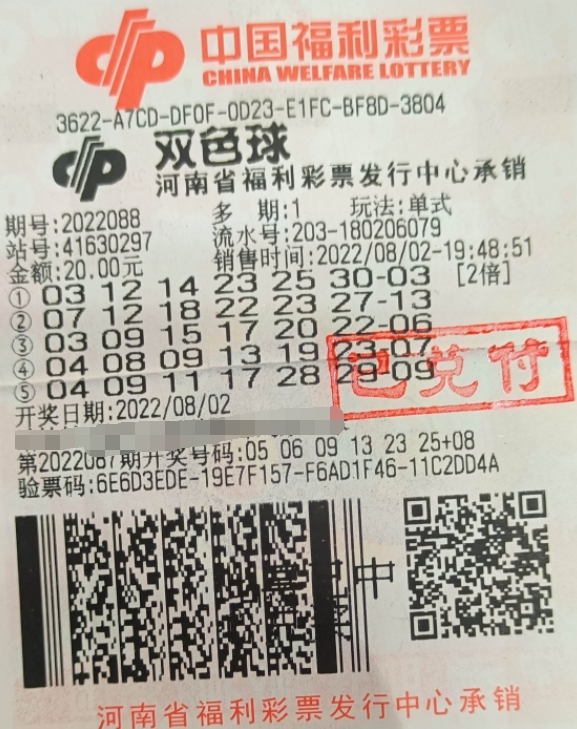 中国福利彩票
CHINA WELFARE LOTTERY
3622-A7CD-DF0F-0D23-E1FC-BF8D-3804
双色球
河南省福利彩票发行中心承销
期号:2022088 多 期:1 玩法:单式
站号:41630297 流水号:203-180206079
金额:20.00元 销售时间:2022/08/02-19:48:51
① 03 12 14 23 25 30-03 [2倍]
② 07 12 18 22 23 27-13
③ 03 09 15 17 20 22-06
④ 04 08 09 13 19 23-07
⑤ 04 09 11 17 28 29-09
已兑付
开奖日期:2022/08/02
第2022087期开奖号码:05 06 09 13 23 25+08
验票码:6E6D3EDE-19E7F157-F6AD1F46-11C2DD4A
中
河南省福利彩票发行中心承销